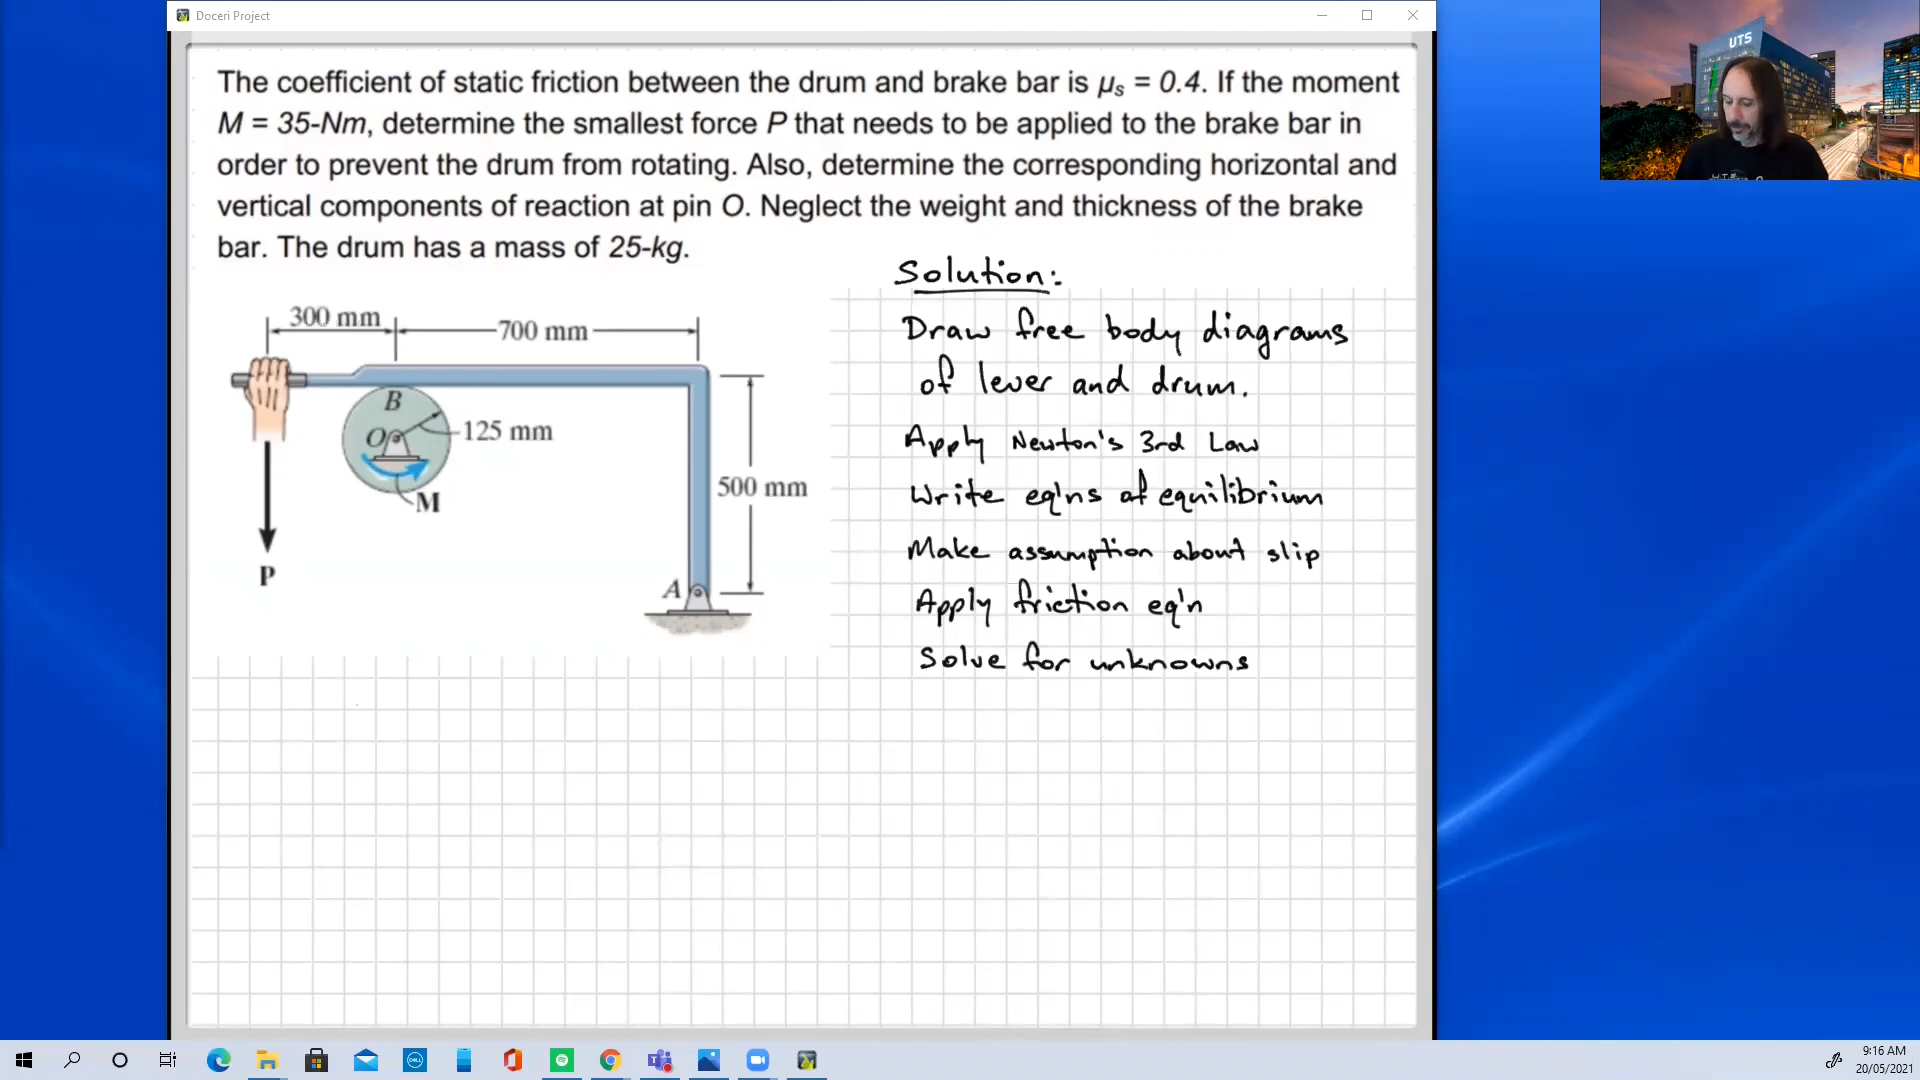 Doceri Project
UTS
The coefficient of static friction between the drum and brake bar is μs = 0.4. If the moment
M = 35-Nm, determine the smallest force P that needs to be applied to the brake bar in
order to prevent the drum from rotating. Also, determine the corresponding horizontal and
vertical components of reaction at pin O. Neglect the weight and thickness of the brake
bar. The drum has a mass of 25-kg.
300 mm
700 mm
B
O
125 mm
M
500 mm
P
A
Solution:
Draw free body diagrams
of lever and drum.
Apply Newton's 3rd Law
Write eq'ns of equilibrium
Make assumption about slip
Apply friction eq'n
Solve for unknowns
9:16 AM
20/05/2021